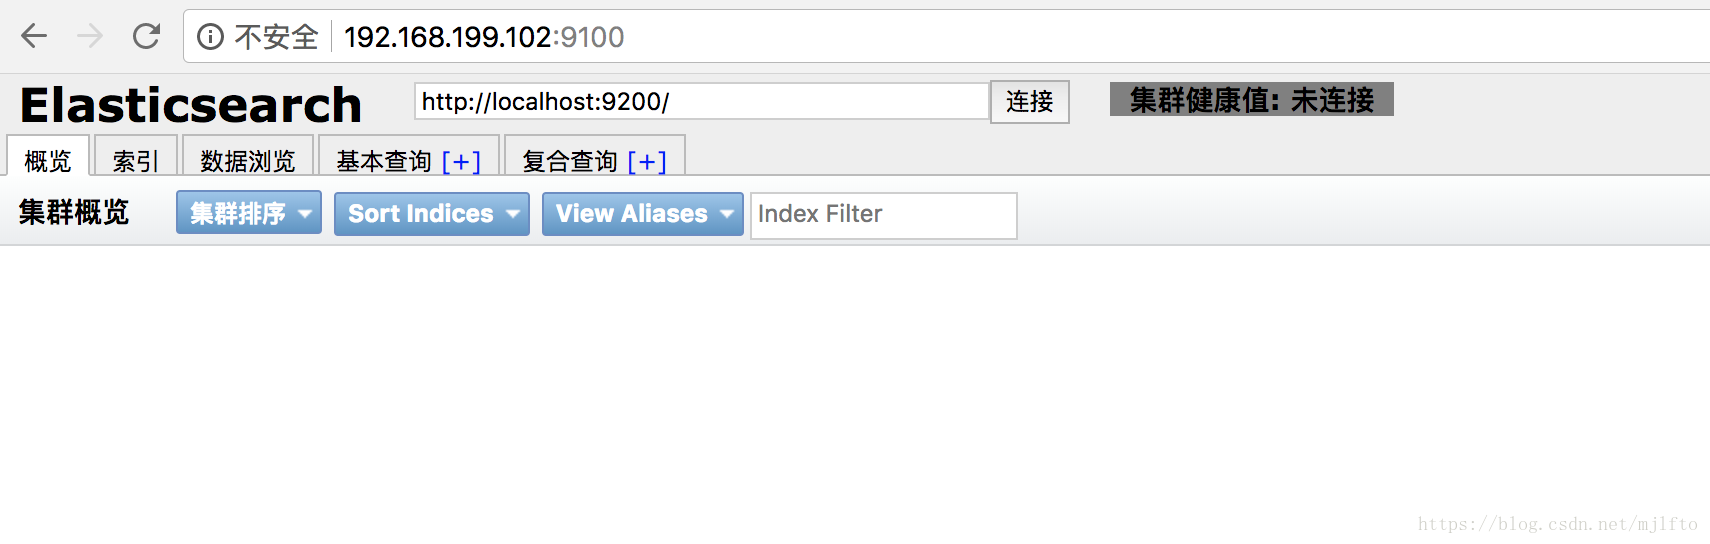 不安全 192.168.199.102:9100
Elasticsearch http://localhost:9200/ 连接 集群健康值: 未连接
概览 索引 数据浏览 基本查询 [+] 复合查询 [+]
集群概览 集群排序 Sort Indices View Aliases Index Filter
https://blog.csdn.net/mjlfto